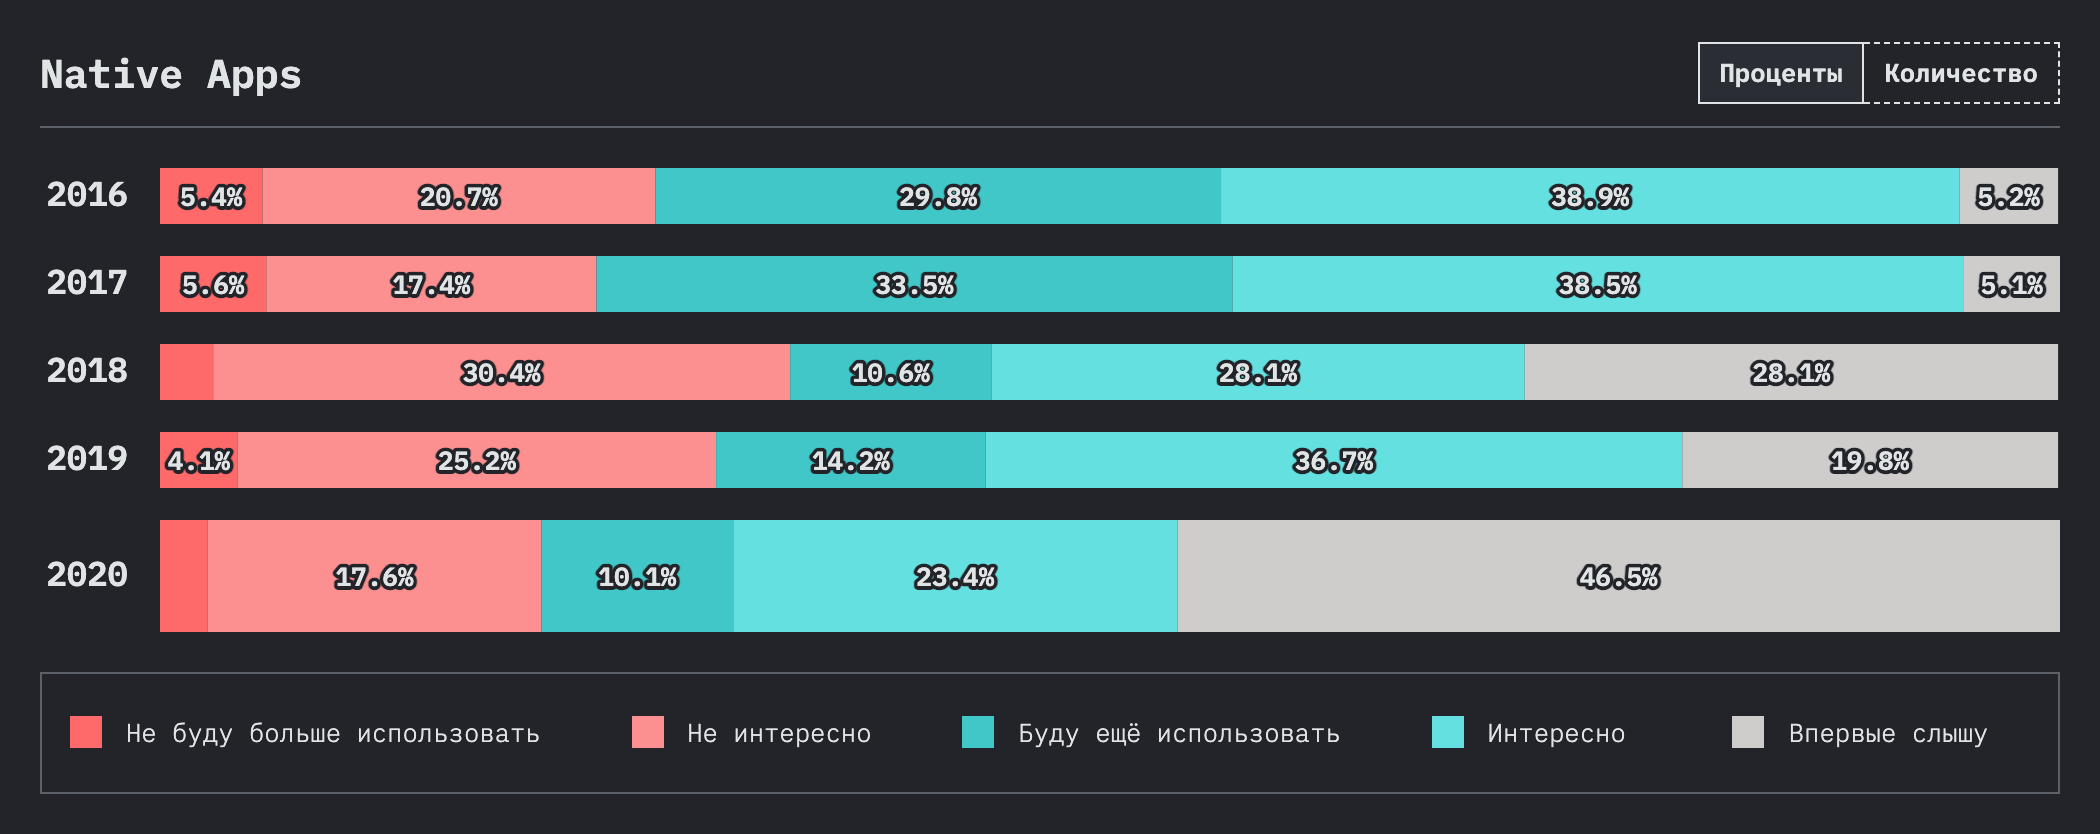 Native Apps
Проценты Количество
2016 5.4% 20.7% 29.8% 38.9% 5.2%
2017 5.6% 17.4% 33.5% 38.5% 5.1%
2018 30.4% 10.6% 28.1% 28.1%
2019 4.1% 25.2% 14.2% 36.7% 19.8%
2020 17.6% 10.1% 23.4% 46.5%
Не буду больше использовать Не интересно Буду ещё использовать Интересно Впервые слышу